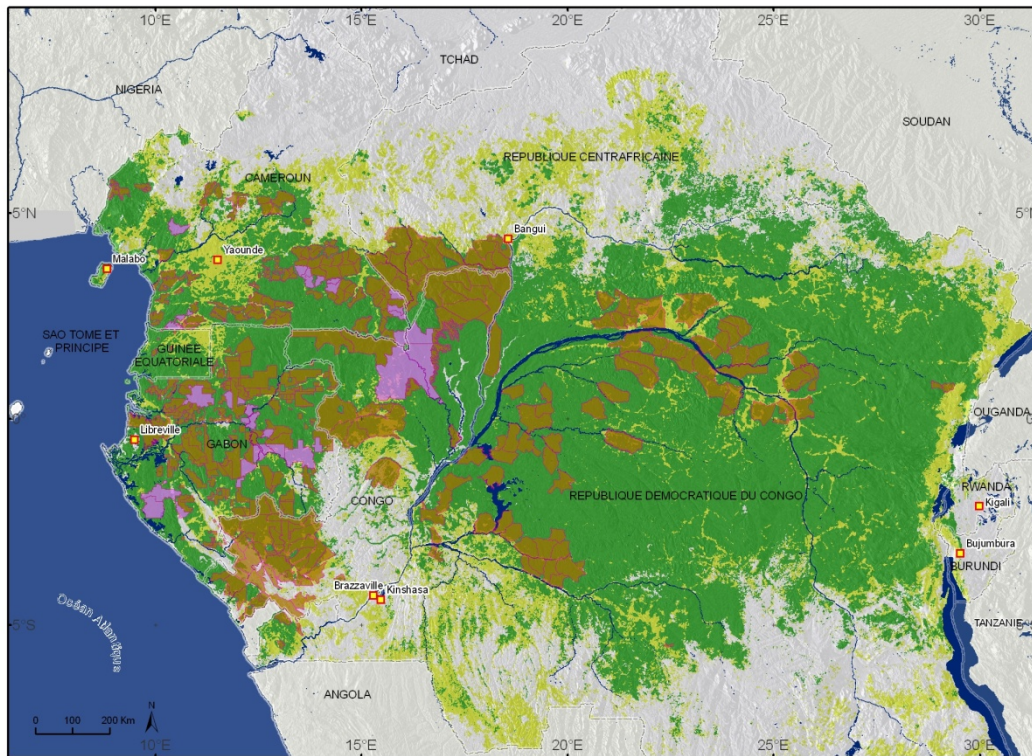 10°E 15°E 20°E 25°E 30°E
TCHAD
NIGERIA
SOUDAN
REPUBLIQUE CENTRAFRICAINE
CAMEROUN
5°N 5°N
Bangui
Yaounde
Malabo
SAO TOME ET
PRINCIPE
GUINÉE
EQUATORIALE
OUGANDA
Libreville
GABON
0°
REPUBLIQUE DEMOCRATIQUE DU CONGO
RWANDA
CONGO
Kigali
Bujumbura
BURUNDI
Brazzaville
Kinshasa
Océan Atlantique
5°S 5°S
TANZANIE
ANGOLA
0 100 200 Km
N
10°E 15°E 20°E 25°E 30°E